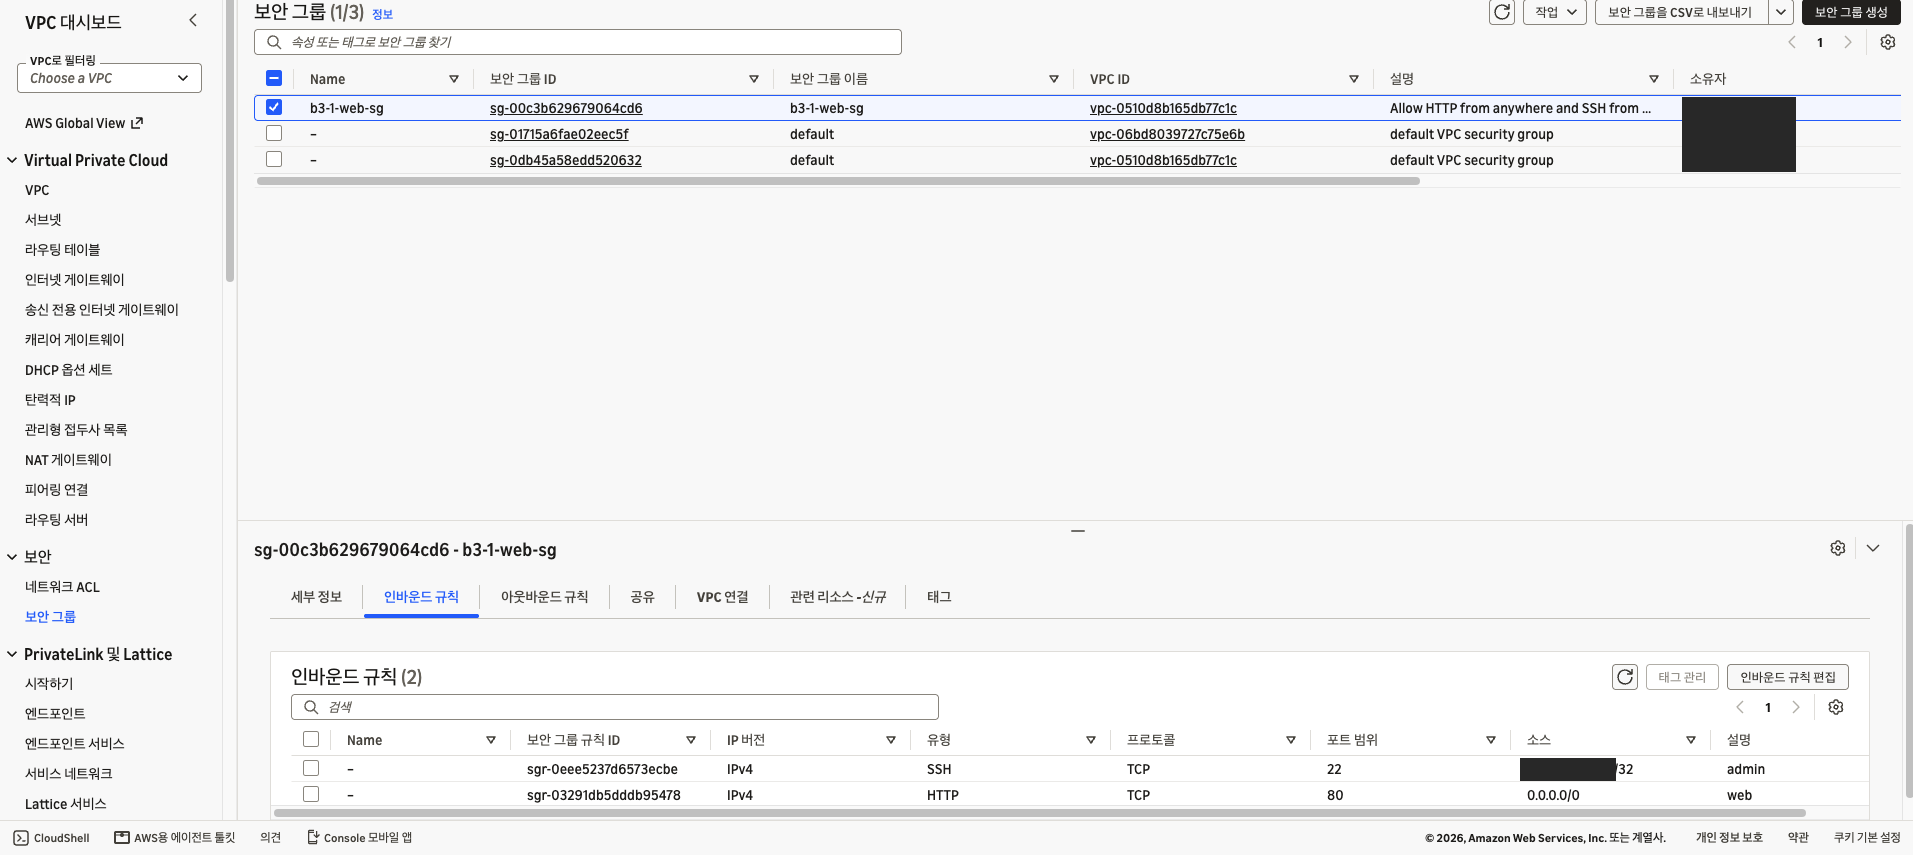 VPC 대시보드
VPC로 필터링
Choose a VPC
AWS Global View
Virtual Private Cloud
VPC
서브넷
라우팅 테이블
인터넷 게이트웨이
송신 전용 인터넷 게이트웨이
캐리어 게이트웨이
DHCP 옵션 세트
탄력적 IP
관리형 접두사 목록
NAT 게이트웨이
피어링 연결
라우팅 서버
보안
네트워크 ACL
보안 그룹
PrivateLink 및 Lattice
시작하기
엔드포인트
엔드포인트 서비스
서비스 네트워크
Lattice 서비스
보안 그룹 (1/3) 정보
작업 보안 그룹을 CSV로 내보내기 보안 그룹 생성
속성 또는 태그로 보안 그룹 찾기
1
Name 보안 그룹 ID 보안 그룹 이름 VPC ID 설명 소유자
b3-1-web-sg sg-00c3b629679064cd6 b3-1-web-sg vpc-0510d8b165db77c1c Allow HTTP from anywhere and SSH from ...
– sg-01715a6fae02eec5f default vpc-06bd8039727c75e6b default VPC security group
– sg-0db45a58edd520632 default vpc-0510d8b165db77c1c default VPC security group
sg-00c3b629679064cd6 - b3-1-web-sg
세부 정보 인바운드 규칙 아웃바운드 규칙 공유 VPC 연결 관련 리소스 -신규 태그
인바운드 규칙 (2)
태그 관리 인바운드 규칙 편집
검색
1
Name 보안 그룹 규칙 ID IP 버전 유형 프로토콜 포트 범위 소스 설명
– sgr-0eee5237d6573ecbe IPv4 SSH TCP 22 /32 admin
– sgr-03291db5dddb95478 IPv4 HTTP TCP 80 0.0.0.0/0 web
CloudShell AWS용 에이전트 툴킷 의견 Console 모바일 앱
© 2026, Amazon Web Services, Inc. 또는 계열사. 개인 정보 보호 약관 쿠키 기본 설정